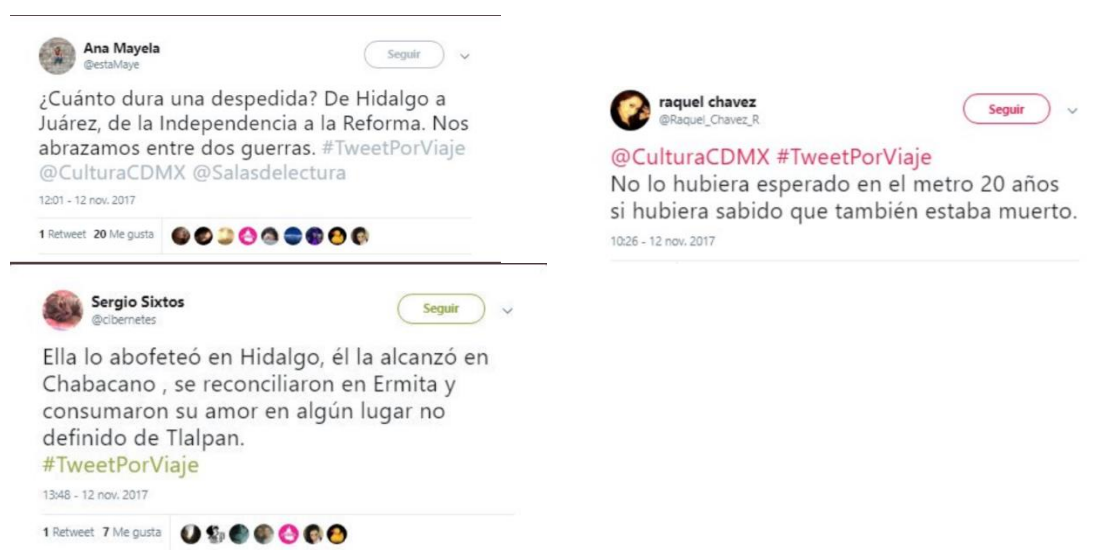 Ana Mayela
@estaMaye
Seguir
¿Cuánto dura una despedida? De Hidalgo a
Juárez, de la Independencia a la Reforma. Nos
abrazamos entre dos guerras. #TweetPorViaje
@CulturaCDMX @Salasdelectura
12:01 - 12 nov. 2017
1 Retweet 20 Me gusta
raquel chavez
@Raquel_Chavez_R
Seguir
@CulturaCDMX #TweetPorViaje
No lo hubiera esperado en el metro 20 años
si hubiera sabido que también estaba muerto.
10:26 - 12 nov. 2017
Sergio Sixtos
@cibernetes
Seguir
Ella lo abofeteó en Hidalgo, él la alcanzó en
Chabacano , se reconciliaron en Ermita y
consumaron su amor en algún lugar no
definido de Tlalpan.
#TweetPorViaje
13:48 - 12 nov. 2017
1 Retweet 7 Me gusta